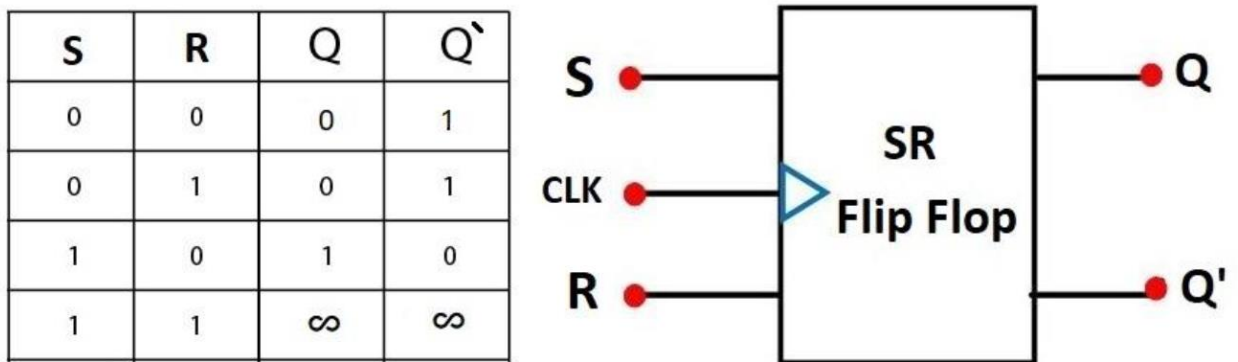 S R Q Q`
0 0 0 1
0 1 0 1
1 0 1 0
1 1 ∞ ∞
S
CLK
R
SR
Flip Flop
Q
Q'